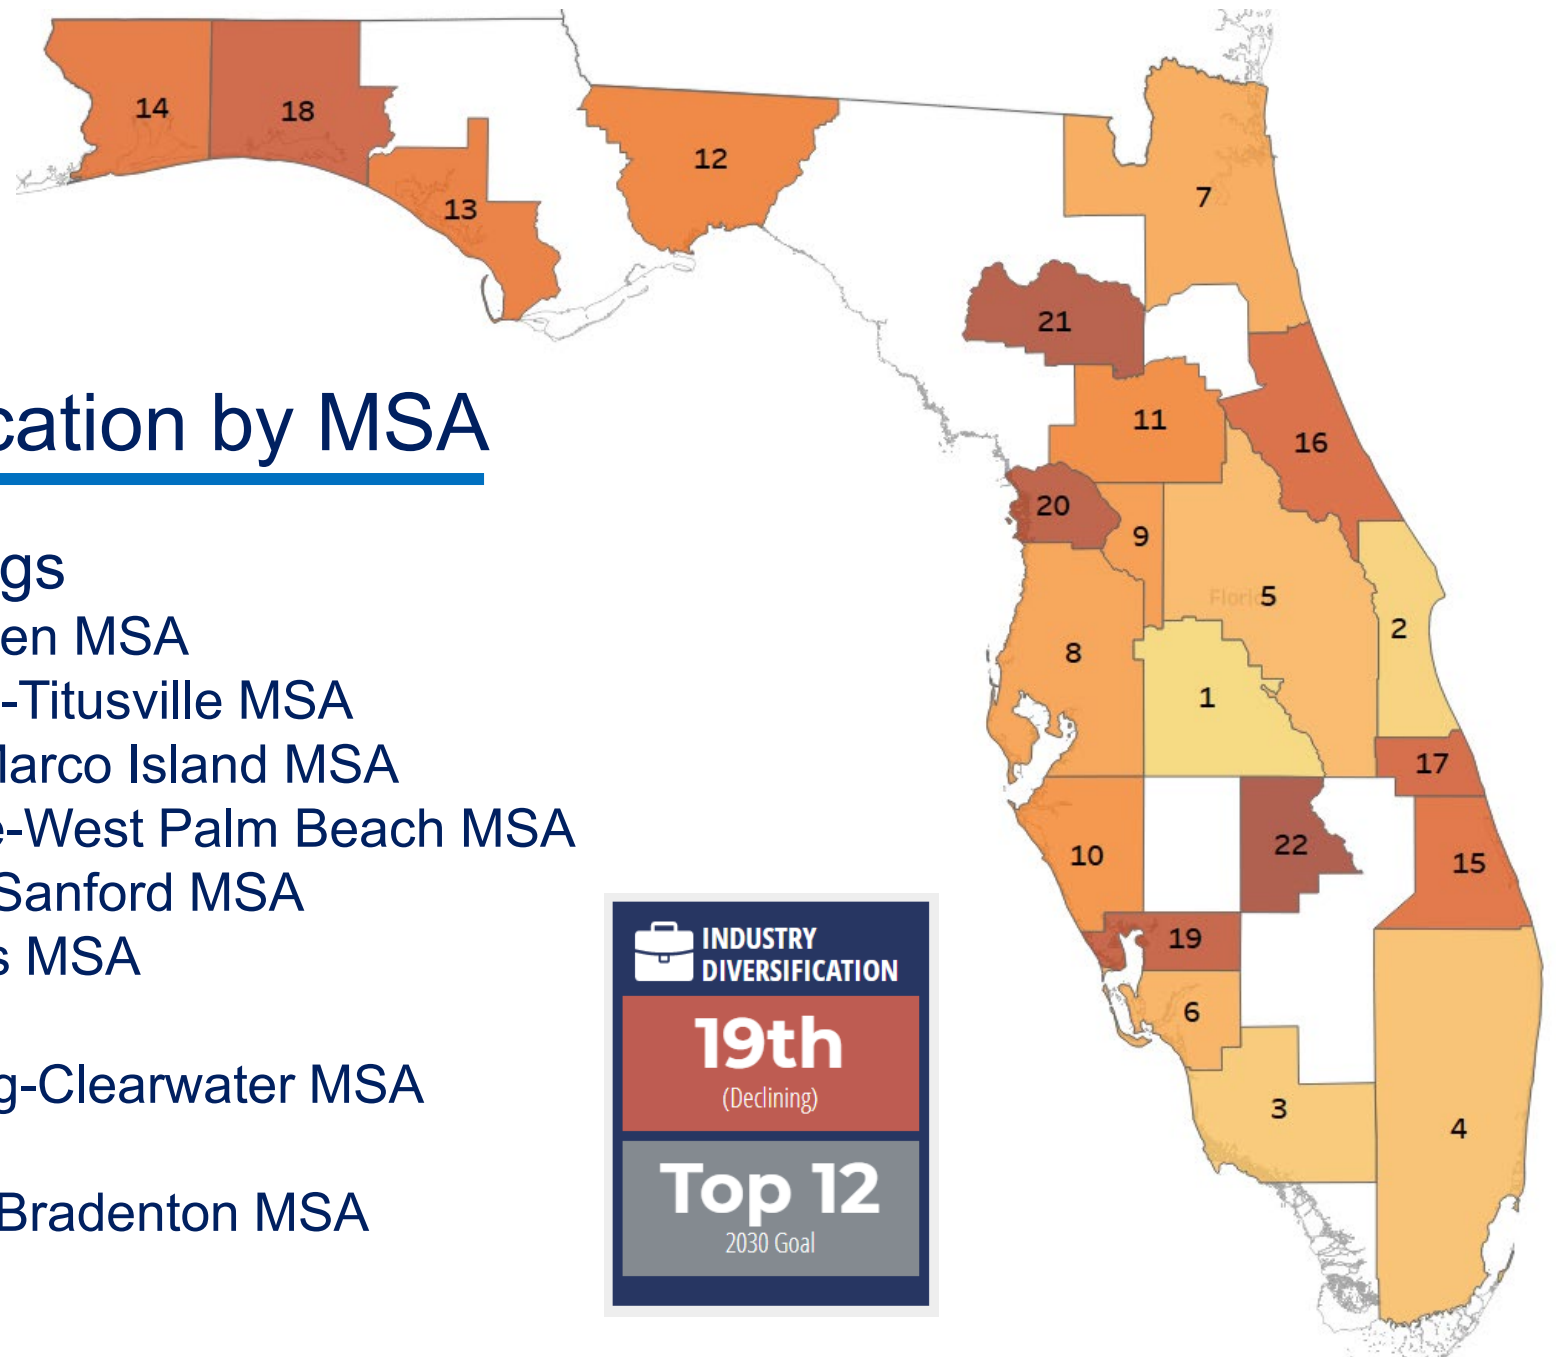 14
18
12
13
7
21
11
16
20
9
5
2
8
1
17
22
15
10
19
6
3
4
cation by MSA
gs
en MSA
-Titusville MSA
Marco Island MSA
e-West Palm Beach MSA
Sanford MSA
s MSA
g-Clearwater MSA
Bradenton MSA
INDUSTRY
DIVERSIFICATION
19th
(Declining)
Top 12
2030 Goal